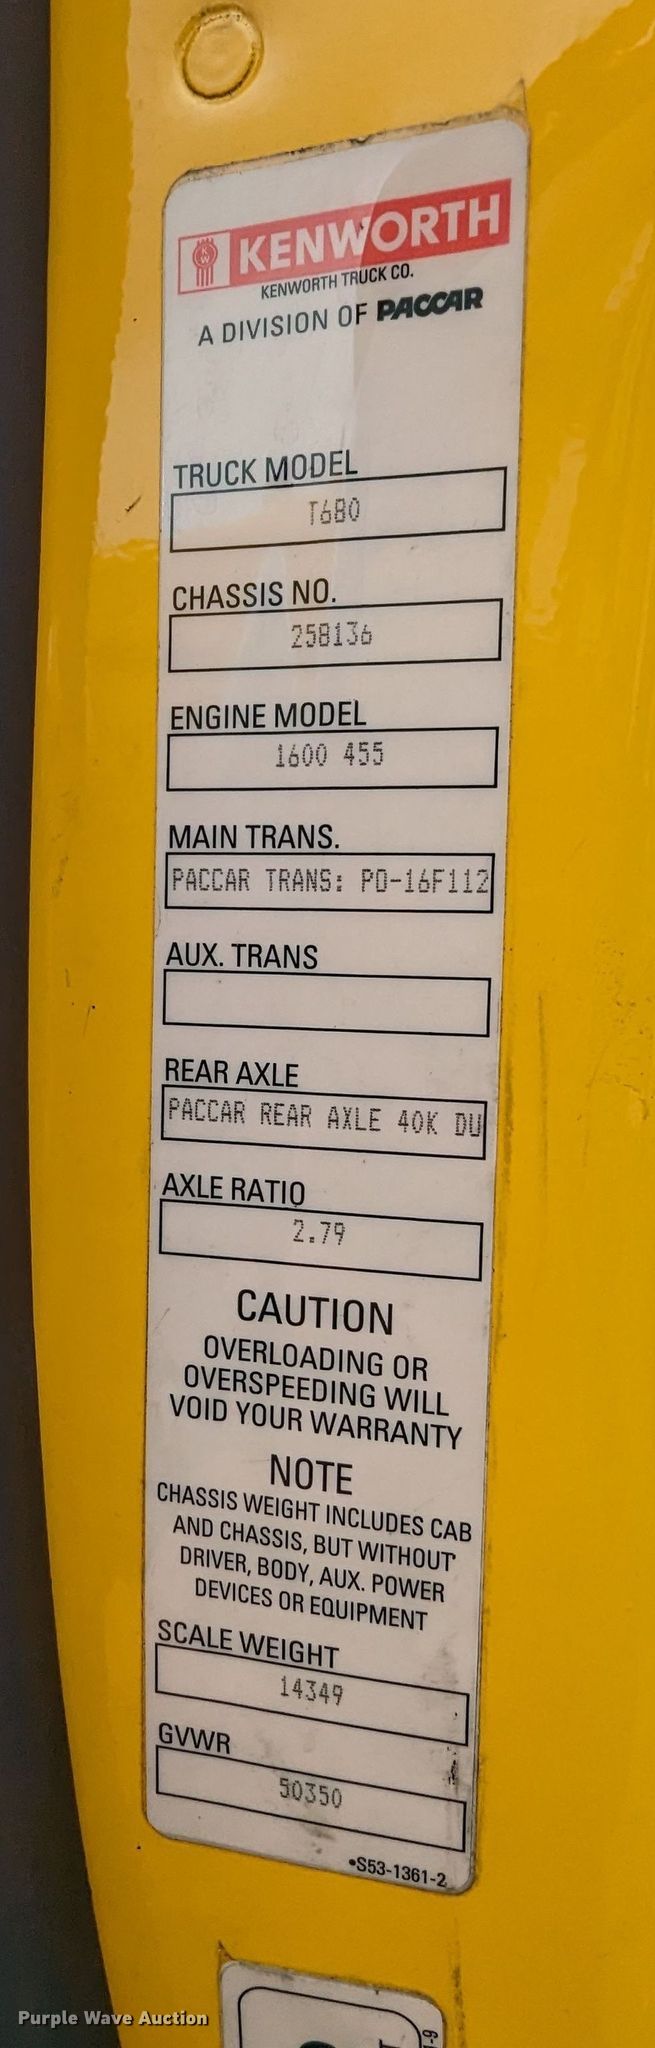 KW KENWORTH
KENWORTH TRUCK CO.
A DIVISION OF PACCAR
TRUCK MODEL
T680
CHASSIS NO.
258136
ENGINE MODEL
1600 455
MAIN TRANS.
PACCAR TRANS: PO-16F112
AUX. TRANS
REAR AXLE
PACCAR REAR AXLE 40K DU
AXLE RATIO
2.79
CAUTION
OVERLOADING OR
OVERSPEEDING WILL
VOID YOUR WARRANTY
NOTE
CHASSIS WEIGHT INCLUDES CAB
AND CHASSIS, BUT WITHOUT
DRIVER, BODY, AUX. POWER
DEVICES OR EQUIPMENT
SCALE WEIGHT
14349
GVWR
50350
•S53-1361-2
Purple Wave Auction